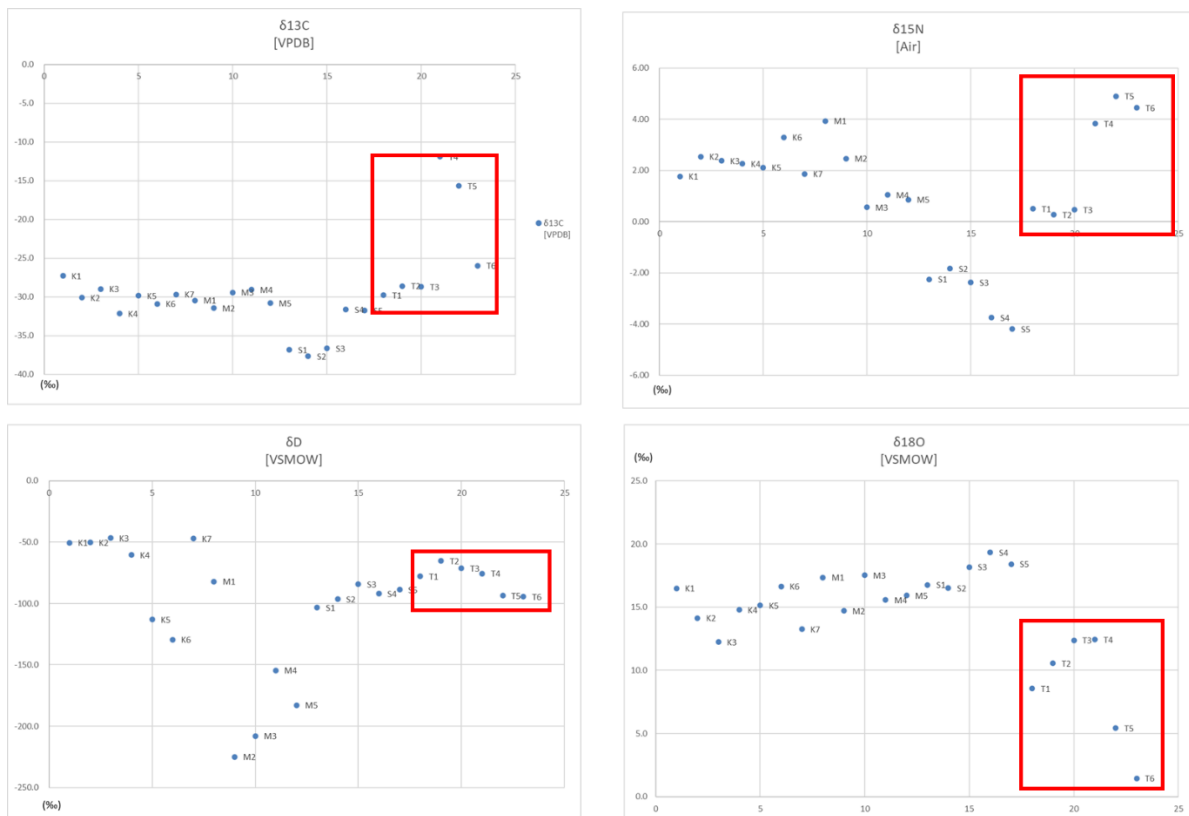 δ13C
[VPDB]
0.0
0
5
10
15
20
25
-5.0
-10.0
T4
-15.0
T5
-20.0
δ13C
[VPDB]
-25.0
T6
K1
K3
T2
T3
-30.0
K2
K5
K7
M3
M4
T1
K4
K6
M1
M2
M5
S4
S5
-35.0
S1
S2
S3
-40.0
(‰)
δ15N
[Air]
6.00
T5
T6
4.00
M1
T4
K6
K2
K3
K4
K5
M2
2.00
K1
K7
M4
M5
M3
T1
T2
T3
0.00
5
10
15
20
25
-2.00
S1
S2
S3
-4.00
S4
S5
-6.00
(‰)
δD
[VSMOW]
0.0
0
5
10
15
20
25
-50.0
K1
K2
K3
K7
K4
T2
T3
T4
T1
M1
S3
S4
S5
T5
T6
-100.0
S1
S2
K5
K6
-150.0
M4
M5
-200.0
M3
M2
-250.0
(‰)
(‰)
δ18O
[VSMOW]
25.0
20.0
S4
S5
S3
K1
K6
M1
M3
S1
S2
15.0
K2
K4
K5
M2
M4
M5
K3
K7
T3
T4
10.0
T2
T1
5.0
T5
T6
0.0
0
5
10
15
20
25